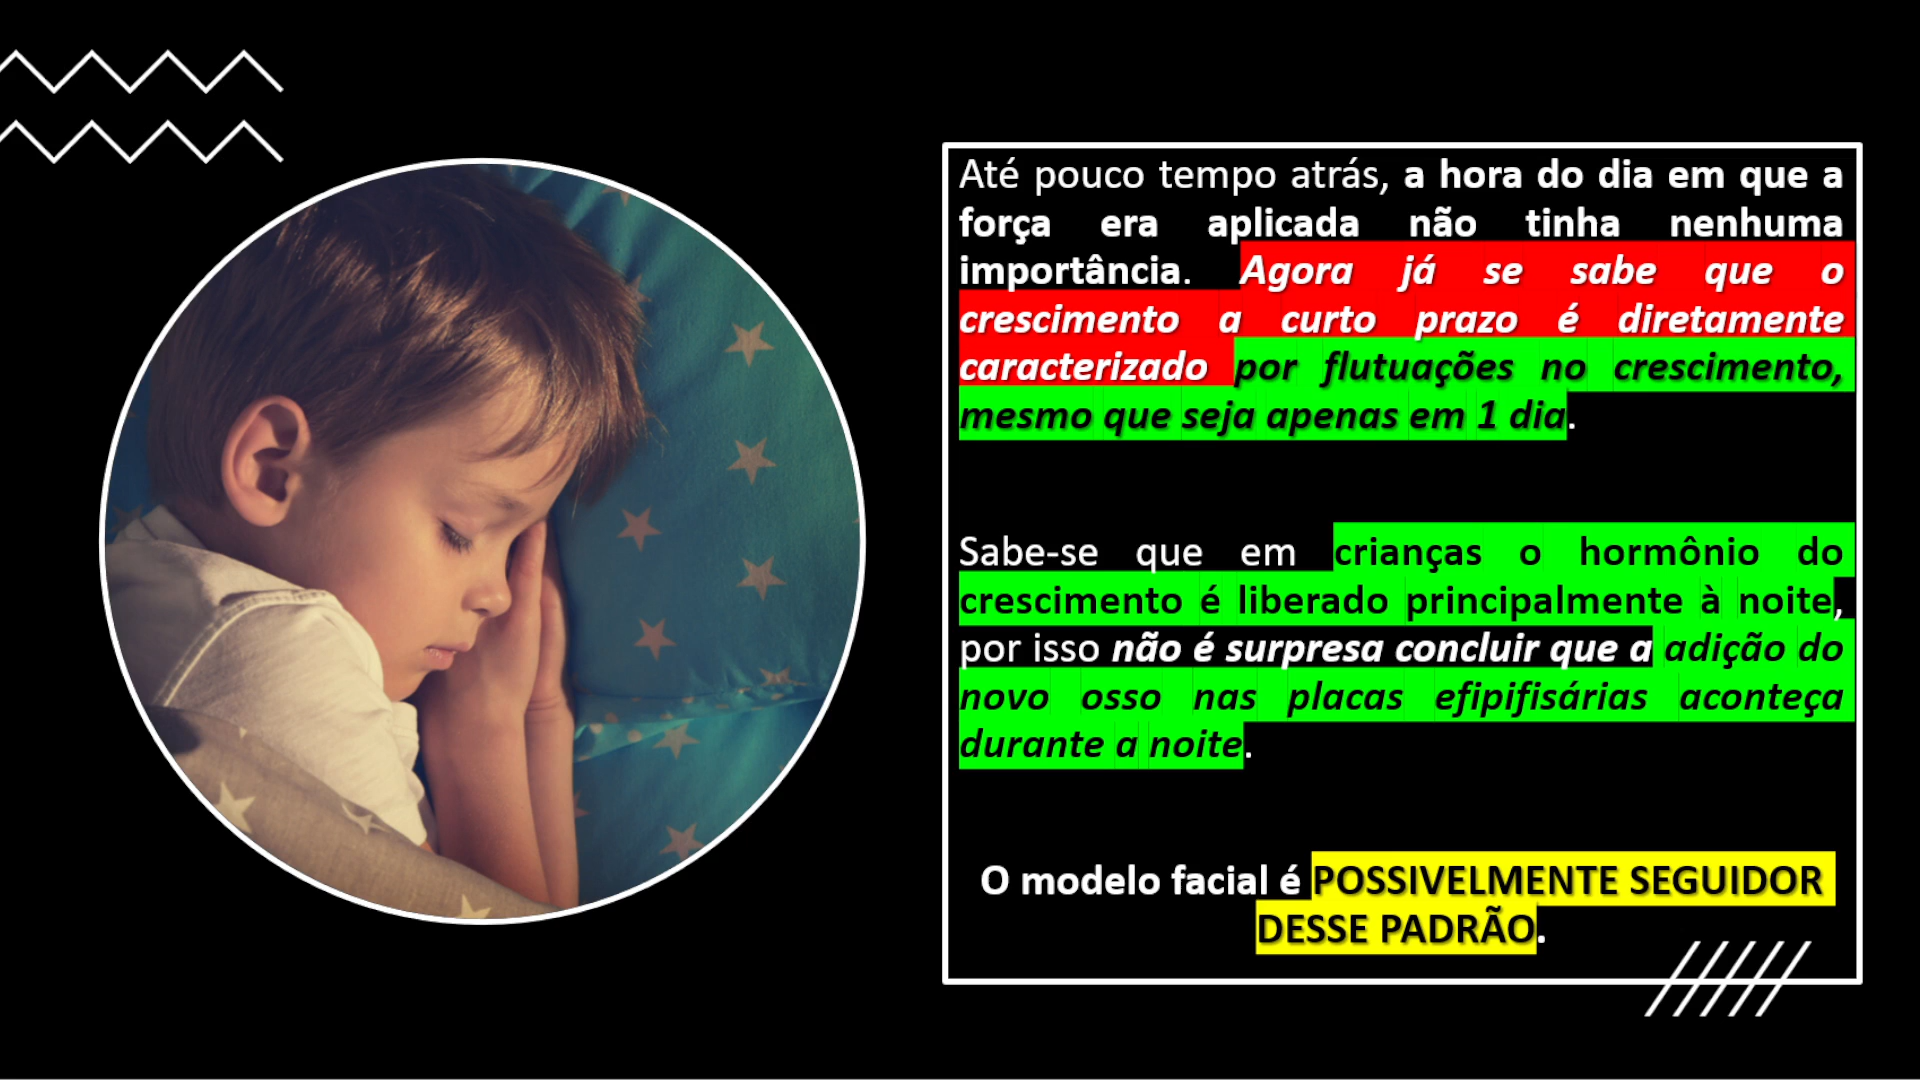 Até pouco tempo atrás, a hora do dia em que a
força era aplicada não tinha nenhuma
importância. Agora já se sabe que o
crescimento a curto prazo é diretamente
caracterizado por flutuações no crescimento,
mesmo que seja apenas em 1 dia.
Sabe-se que em crianças o hormônio do
crescimento é liberado principalmente à noite,
por isso não é surpresa concluir que a adição do
novo osso nas placas efipifisárias aconteça
durante a noite.
O modelo facial é POSSIVELMENTE SEGUIDOR
DESSE PADRÃO.